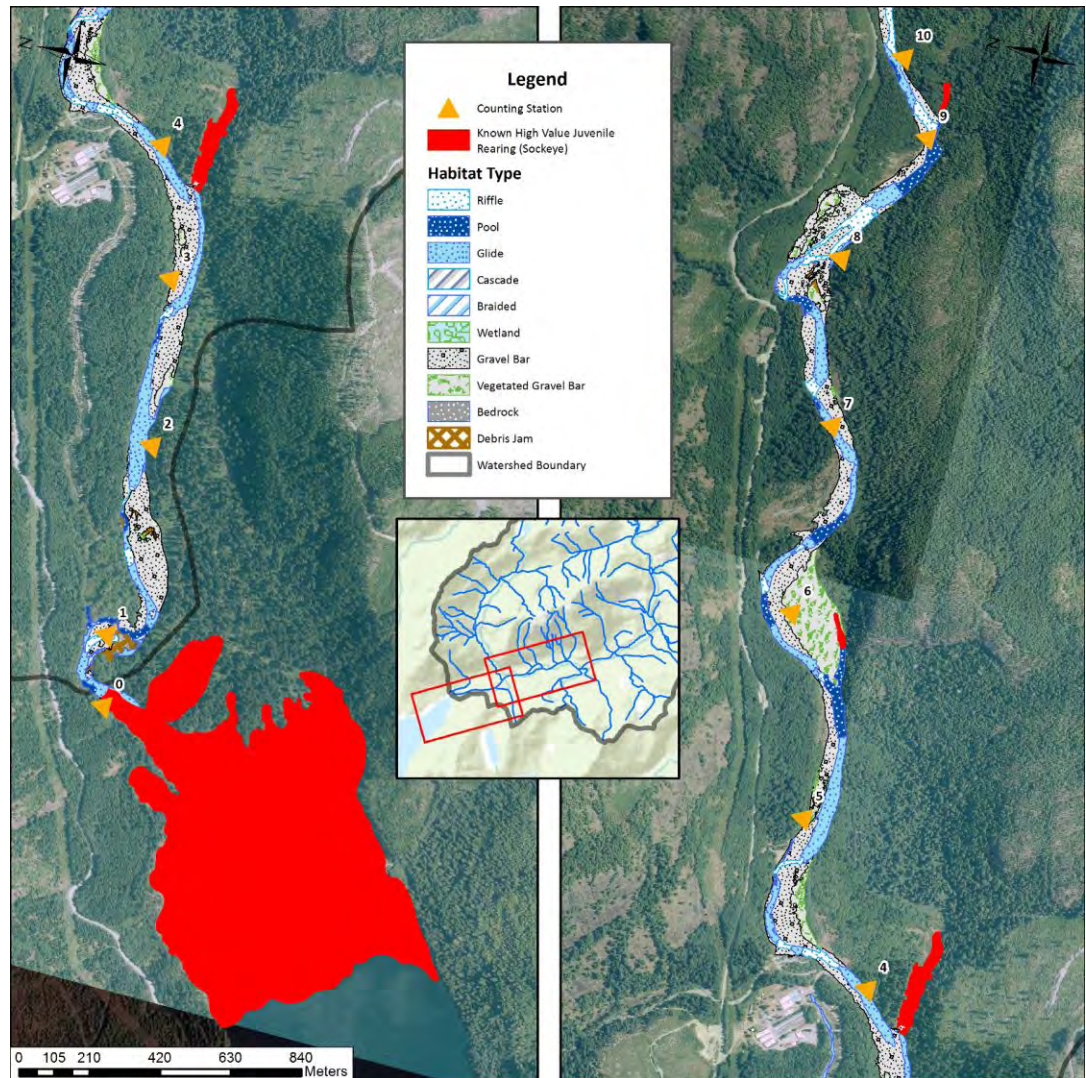 N
4
3
2
1
0
0 105 210 420 630 840
Meters
Legend
Counting Station
Known High Value Juvenile
Rearing (Sockeye)
Habitat Type
Riffle
Pool
Glide
Cascade
Braided
Wetland
Gravel Bar
Vegetated Gravel Bar
Bedrock
Debris Jam
Watershed Boundary
N
10
9
8
7
6
5
4